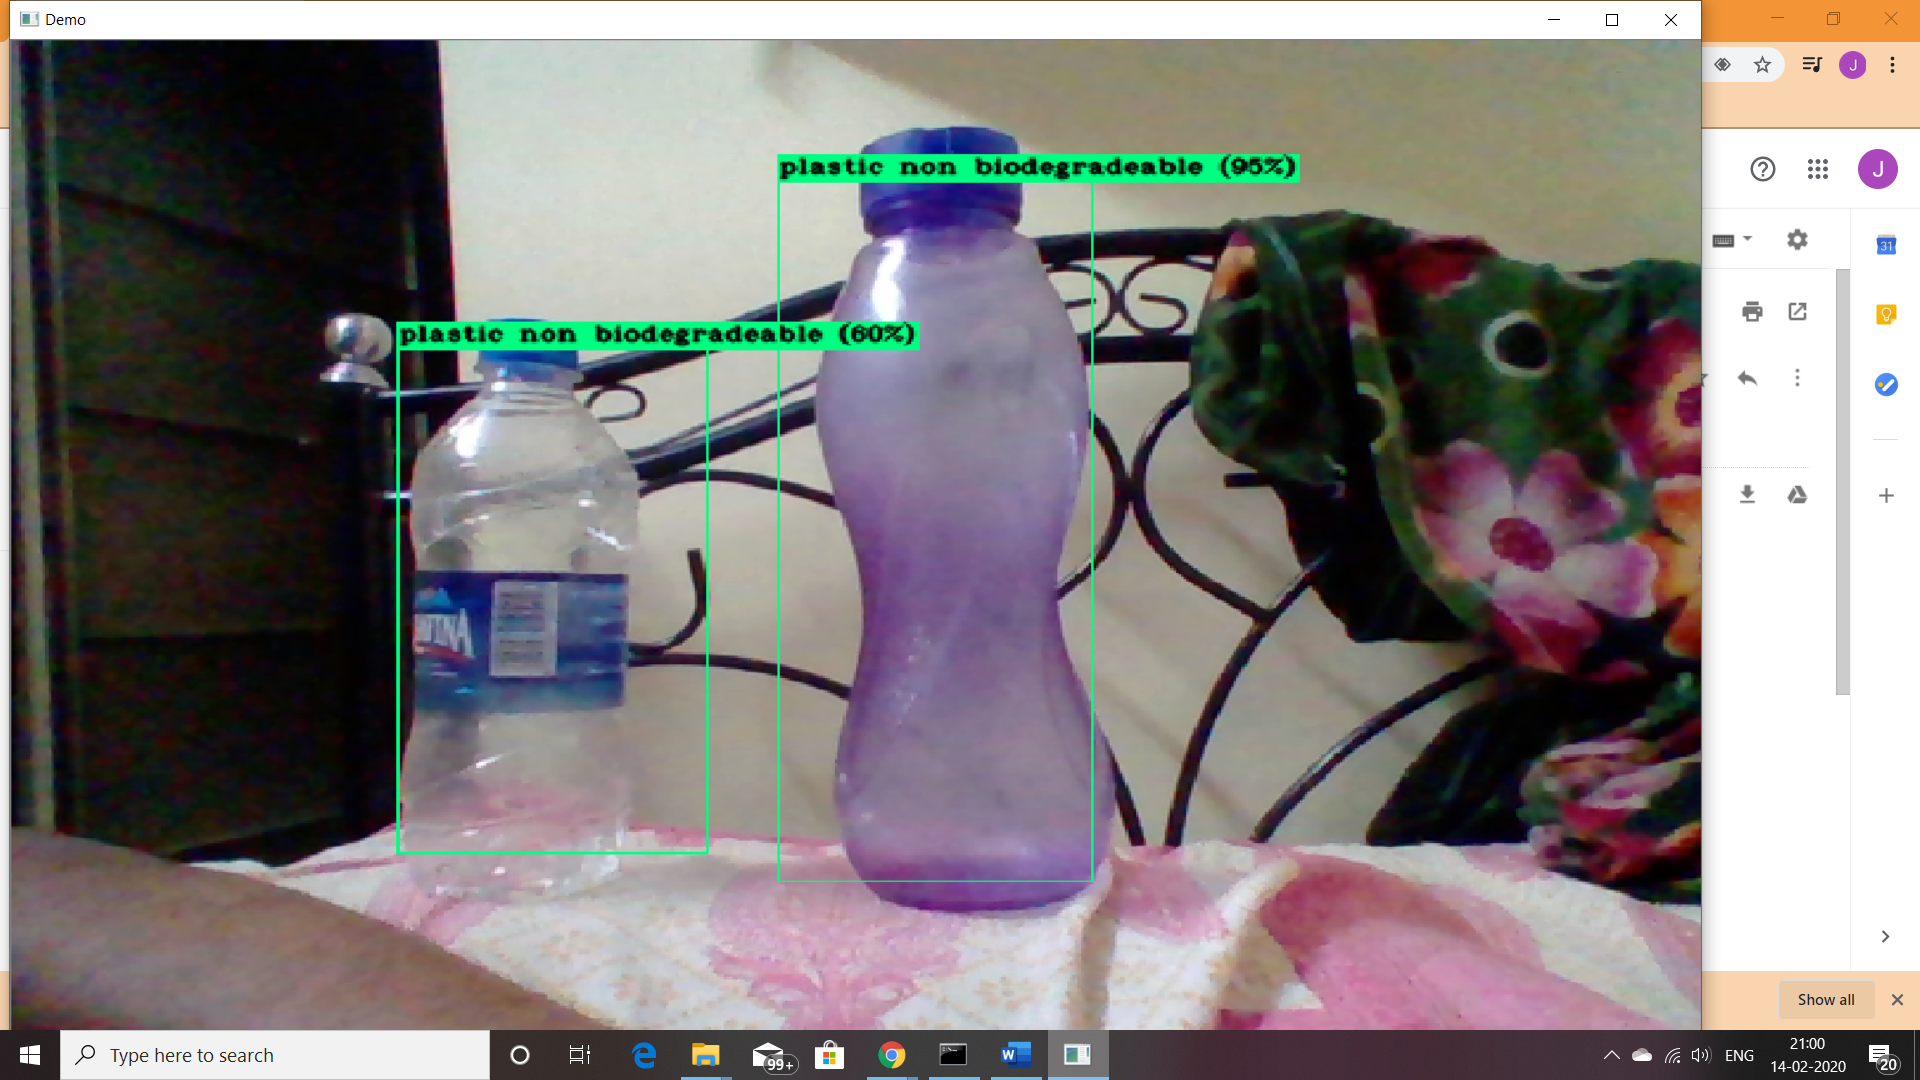 Demo
J
J
31
plastic non biodegradeable (95%)
plastic non biodegradeable (60%)
Show all
Type here to search
99+
W
ENG
21:00
14-02-2020
20